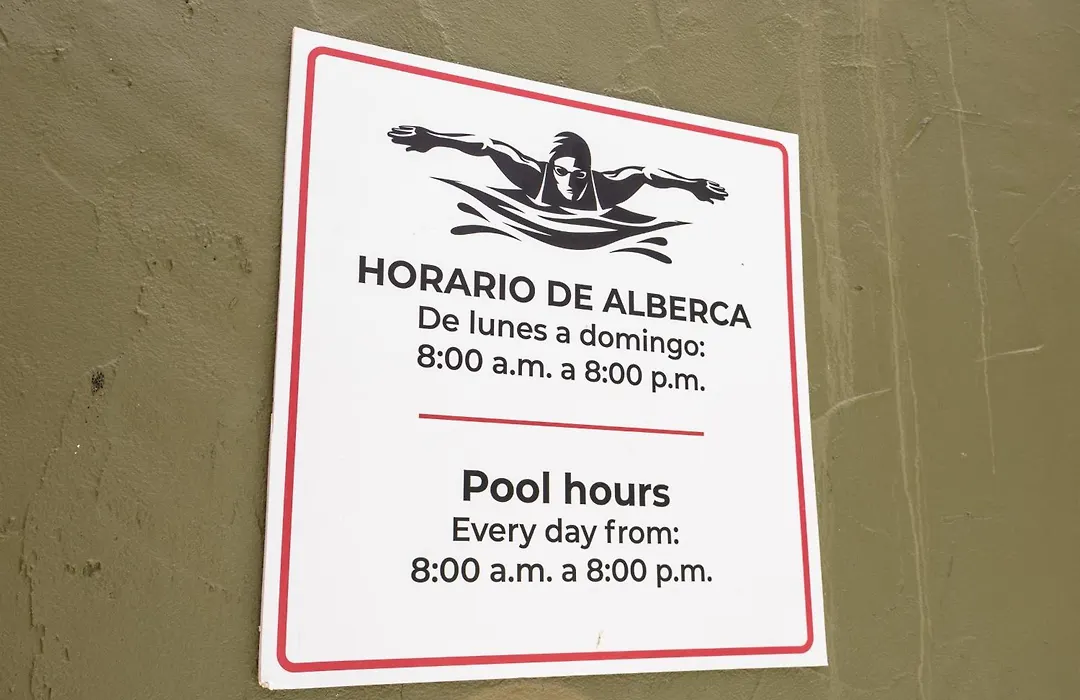 HORARIO DE ALBERCA
De lunes a domingo:
8:00 a.m. a 8:00 p.m.
Pool hours
Every day from:
8:00 a.m. a 8:00 p.m.